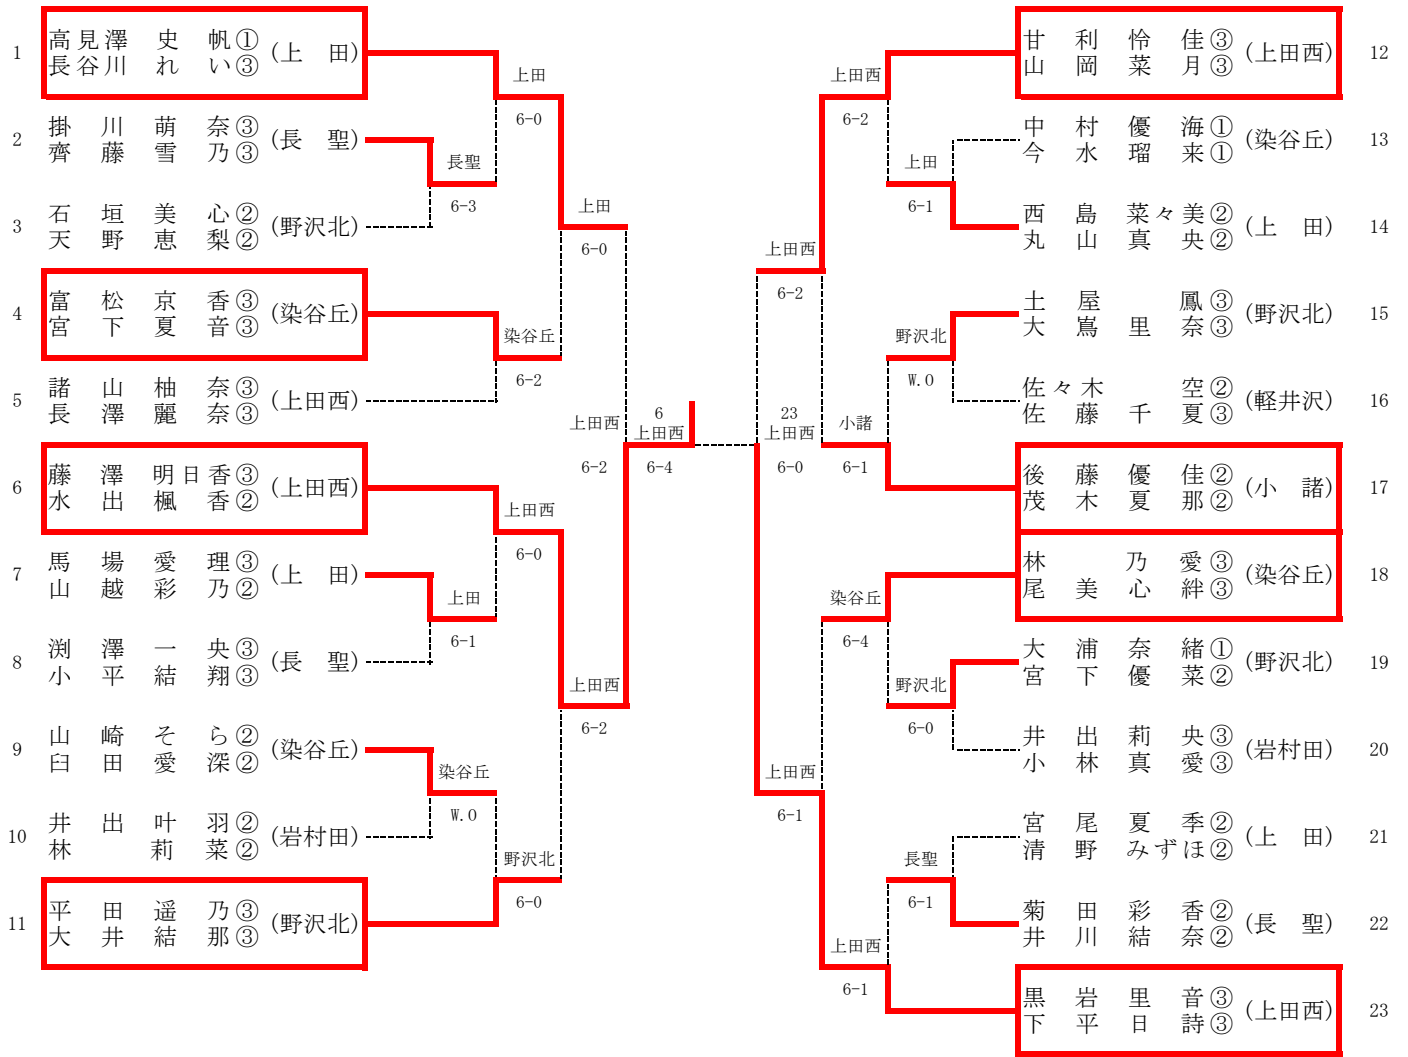 1 高見澤 史 帆① (上 田)
長谷川 れ い③
2 掛 川 萌 奈③ (長 聖)
齊 藤 雪 乃③
3 石 垣 美 心② (野沢北)
天 野 恵 梨②
4 富 松 京 香③ (染谷丘)
宮 下 夏 音③
5 諸 山 柚 奈③ (上田西)
長 澤 麗 奈③
6 藤 澤 明日香③ (上田西)
水 出 楓 香②
7 馬 場 愛 理③ (上 田)
山 越 彩 乃②
8 渕 澤 一 央③ (長 聖)
小 平 結 翔③
9 山 崎 そ ら② (染谷丘)
臼 田 愛 深②
10 井 出 叶 羽② (岩村田)
林 莉 菜②
11 平 田 遥 乃③ (野沢北)
大 井 結 那③
長聖
6-3
上田
6-1
染谷丘
W.O
上田
6-0
染谷丘
6-2
上田西
6-0
野沢北
6-0
上田
6-0
上田西
6-2
上田西
6-2
6
上田西
6-4
23
上田西
6-0
上田西
6-2
上田西
6-1
上田西
6-2
小諸
6-1
染谷丘
6-4
上田西
6-1
上田
6-1
野沢北
W.O
野沢北
6-0
長聖
6-1
甘 利 怜 佳③ (上田西) 12
山 岡 菜 月③
中 村 優 海① (染谷丘) 13
今 水 瑠 来①
西 島 菜々美② (上 田) 14
丸 山 真 央②
土 屋 鳳③ (野沢北) 15
大 嶌 里 奈③
佐々木 空② (軽井沢) 16
佐 藤 千 夏③
後 藤 優 佳② (小 諸) 17
茂 木 夏 那②
林 乃 愛③ (染谷丘) 18
尾 美 心 絆③
大 浦 奈 緒① (野沢北) 19
宮 下 優 菜②
井 出 莉 央③ (岩村田) 20
小 林 真 愛③
宮 尾 夏 季② (上 田) 21
清 野 みずほ②
菊 田 彩 香② (長 聖) 22
井 川 結 奈②
黒 岩 里 音③ (上田西) 23
下 平 日 詩③